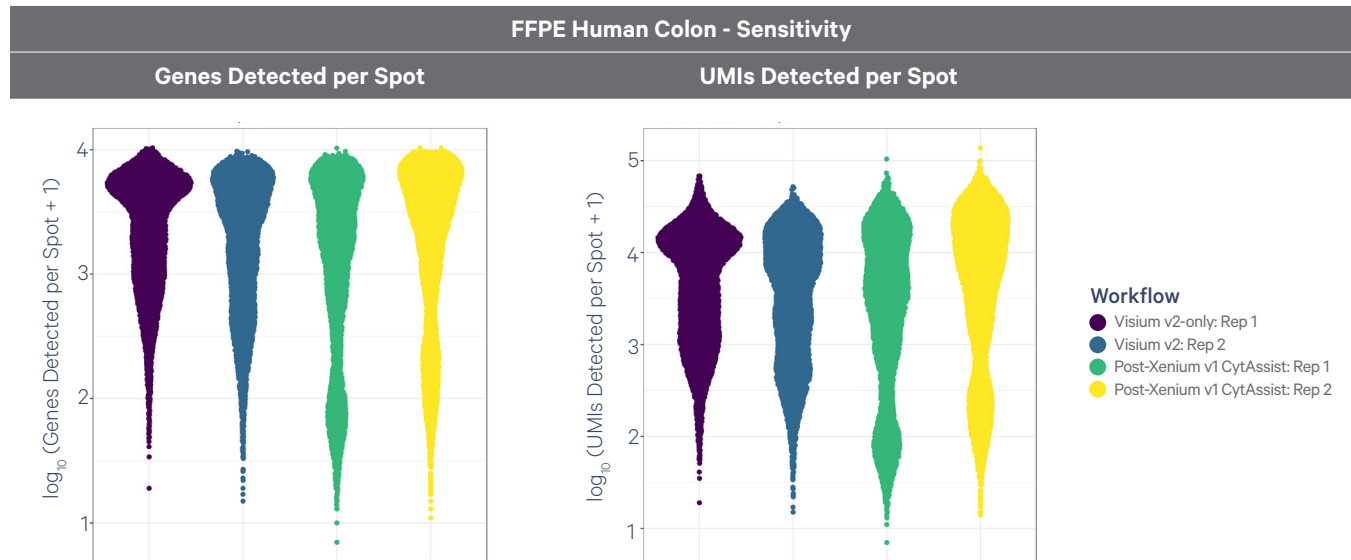 FFPE Human Colon - Sensitivity
Genes Detected per Spot
UMIs Detected per Spot
log₁₀ (Genes Detected per Spot + 1)
4
3
2
1
log₁₀ (UMIs Detected per Spot + 1)
5
4
3
2
1
Workflow
Visium v2-only: Rep 1
Visium v2: Rep 2
Post-Xenium v1 CytAssist: Rep 1
Post-Xenium v1 CytAssist: Rep 2